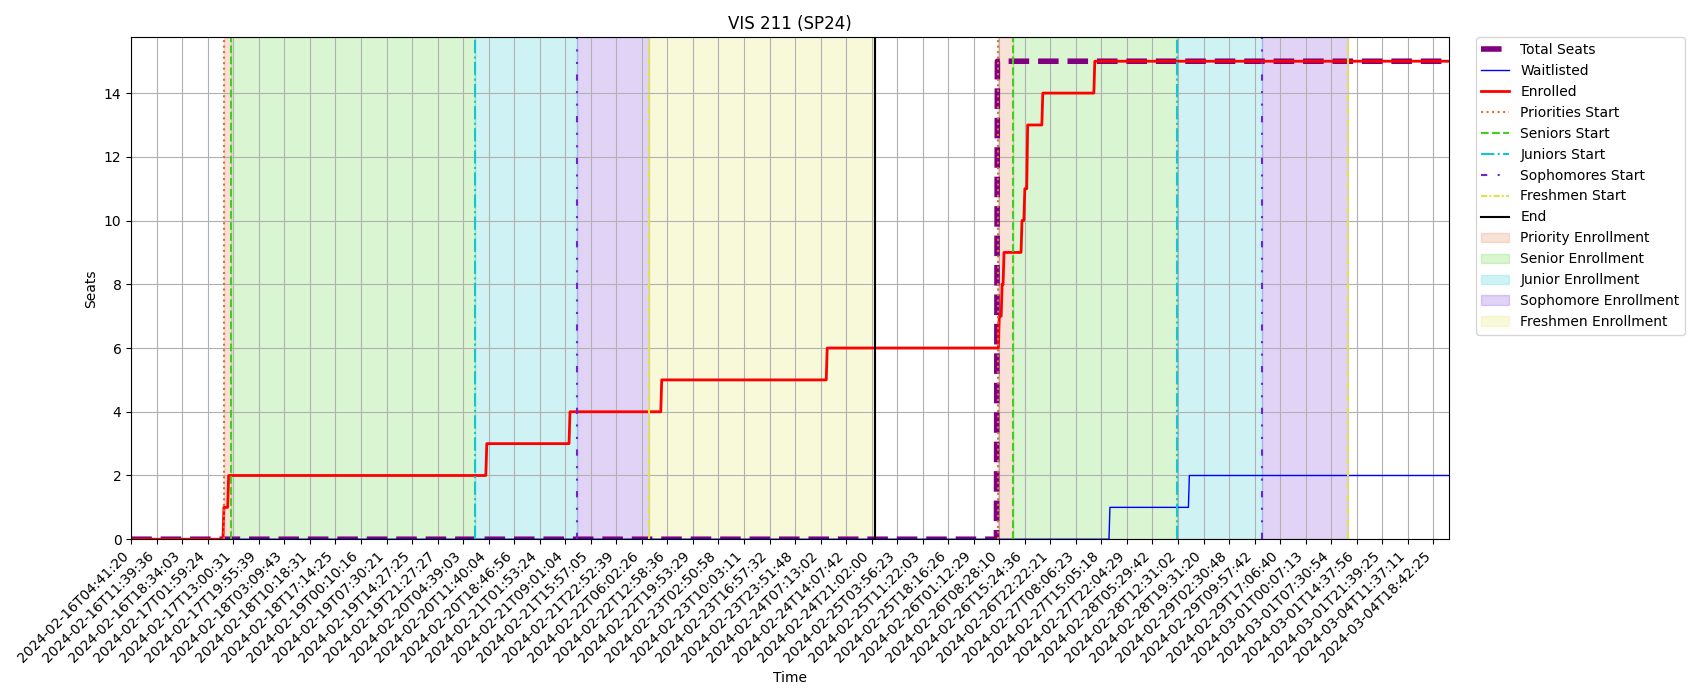 VIS 211 (SP24)
Seats
14
12
10
8
6
4
2
0
2024-02-16T04:41:20
2024-02-16T11:39:36
2024-02-16T18:34:03
2024-02-17T01:59:24
2024-02-17T13:00:31
2024-02-17T19:55:39
2024-02-18T03:09:43
2024-02-18T10:18:31
2024-02-18T17:14:25
2024-02-19T00:10:16
2024-02-19T07:30:21
2024-02-19T14:27:25
2024-02-19T21:27:27
2024-02-20T04:39:03
2024-02-20T11:40:04
2024-02-20T18:46:56
2024-02-21T01:53:24
2024-02-21T09:01:04
2024-02-21T15:57:05
2024-02-21T22:52:39
2024-02-22T06:02:26
2024-02-22T12:58:36
2024-02-22T19:53:29
2024-02-23T02:50:58
2024-02-23T10:03:11
2024-02-23T16:57:32
2024-02-23T23:51:48
2024-02-24T07:13:02
2024-02-24T14:07:42
2024-02-24T21:02:00
2024-02-25T03:56:23
2024-02-25T11:22:03
2024-02-25T18:16:26
2024-02-26T01:12:29
2024-02-26T08:28:10
2024-02-26T15:24:36
2024-02-26T22:22:21
2024-02-27T08:06:23
2024-02-27T15:05:18
2024-02-27T22:04:29
2024-02-28T05:29:42
2024-02-28T12:31:02
2024-02-28T19:31:20
2024-02-29T02:30:48
2024-02-29T09:57:42
2024-02-29T17:06:40
2024-03-01T00:07:13
2024-03-01T07:30:54
2024-03-01T14:37:56
2024-03-01T21:39:25
2024-03-04T11:37:11
2024-03-04T18:42:25
Time
Total Seats
Waitlisted
Enrolled
Priorities Start
Seniors Start
Juniors Start
Sophomores Start
Freshmen Start
End
Priority Enrollment
Senior Enrollment
Junior Enrollment
Sophomore Enrollment
Freshmen Enrollment